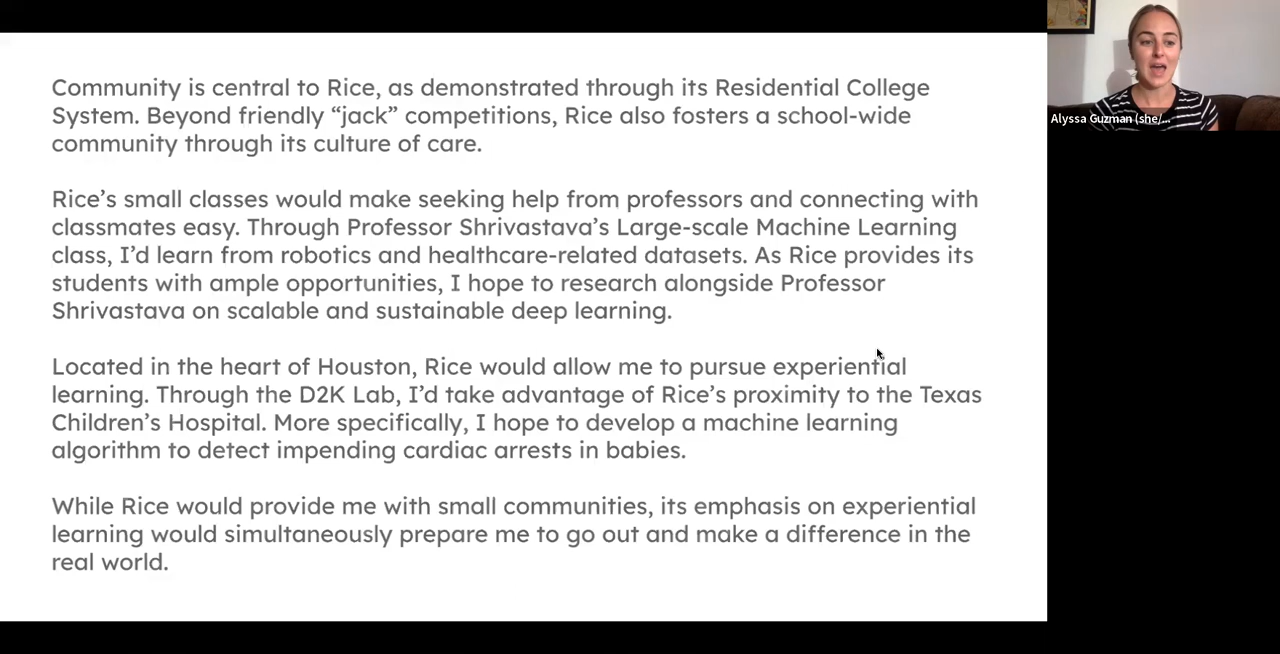 Community is central to Rice, as demonstrated through its Residential College
System. Beyond friendly “jack” competitions, Rice also fosters a school-wide
community through its culture of care.
Rice’s small classes would make seeking help from professors and connecting with
classmates easy. Through Professor Shrivastava’s Large-scale Machine Learning
class, I’d learn from robotics and healthcare-related datasets. As Rice provides its
students with ample opportunities, I hope to research alongside Professor
Shrivastava on scalable and sustainable deep learning.
Located in the heart of Houston, Rice would allow me to pursue experiential
learning. Through the D2K Lab, I’d take advantage of Rice’s proximity to the Texas
Children’s Hospital. More specifically, I hope to develop a machine learning
algorithm to detect impending cardiac arrests in babies.
While Rice would provide me with small communities, its emphasis on experiential
learning would simultaneously prepare me to go out and make a difference in the
real world.
Alyssa Guzman (she/...